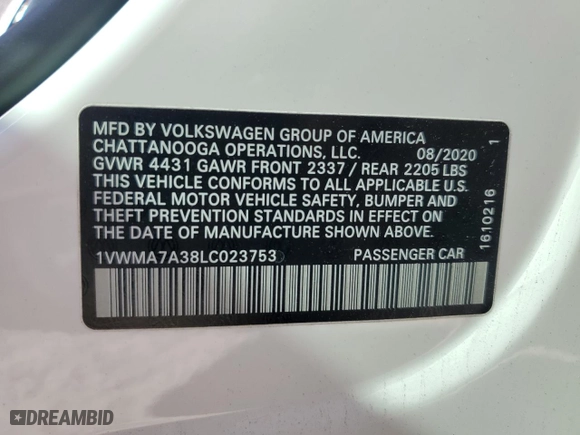 MFD BY VOLKSWAGEN GROUP OF AMERICA
CHATTANOOGA OPERATIONS, LLC. 08/2020
GVWR 4431 GAWR FRONT 2337 / REAR 2205 LBS
THIS VEHICLE CONFORMS TO ALL APPLICABLE U.S.
FEDERAL MOTOR VEHICLE SAFETY, BUMPER AND
THEFT PREVENTION STANDARDS IN EFFECT ON
THE DATE OF MANUFACTURE SHOWN ABOVE.
1VWMA7A38LC023753 PASSENGER CAR
1610216 1
DREAMBID